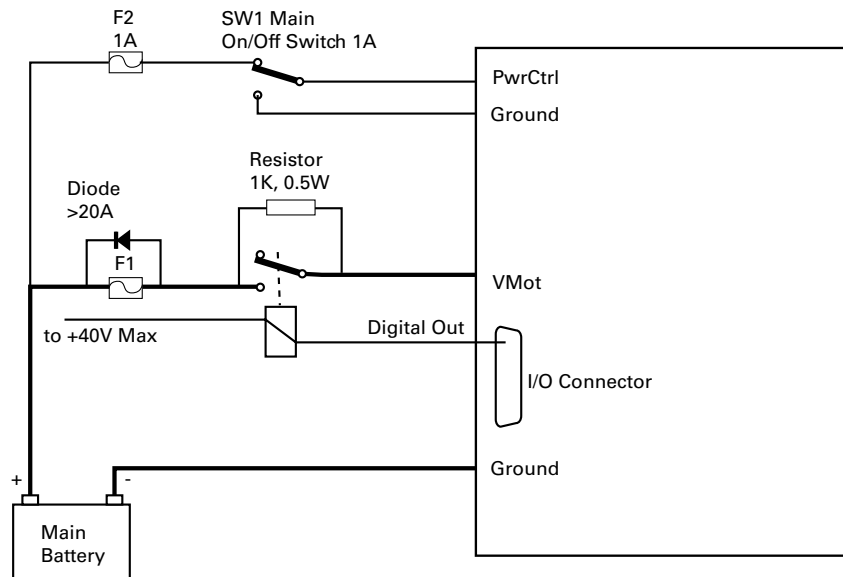 F2
1A
SW1 Main
On/Off Switch 1A
PwrCtrl
Ground
Resistor
1K, 0.5W
Diode
>20A
F1
VMot
to +40V Max
Digital Out
I/O Connector
Ground
+
-
Main
Battery